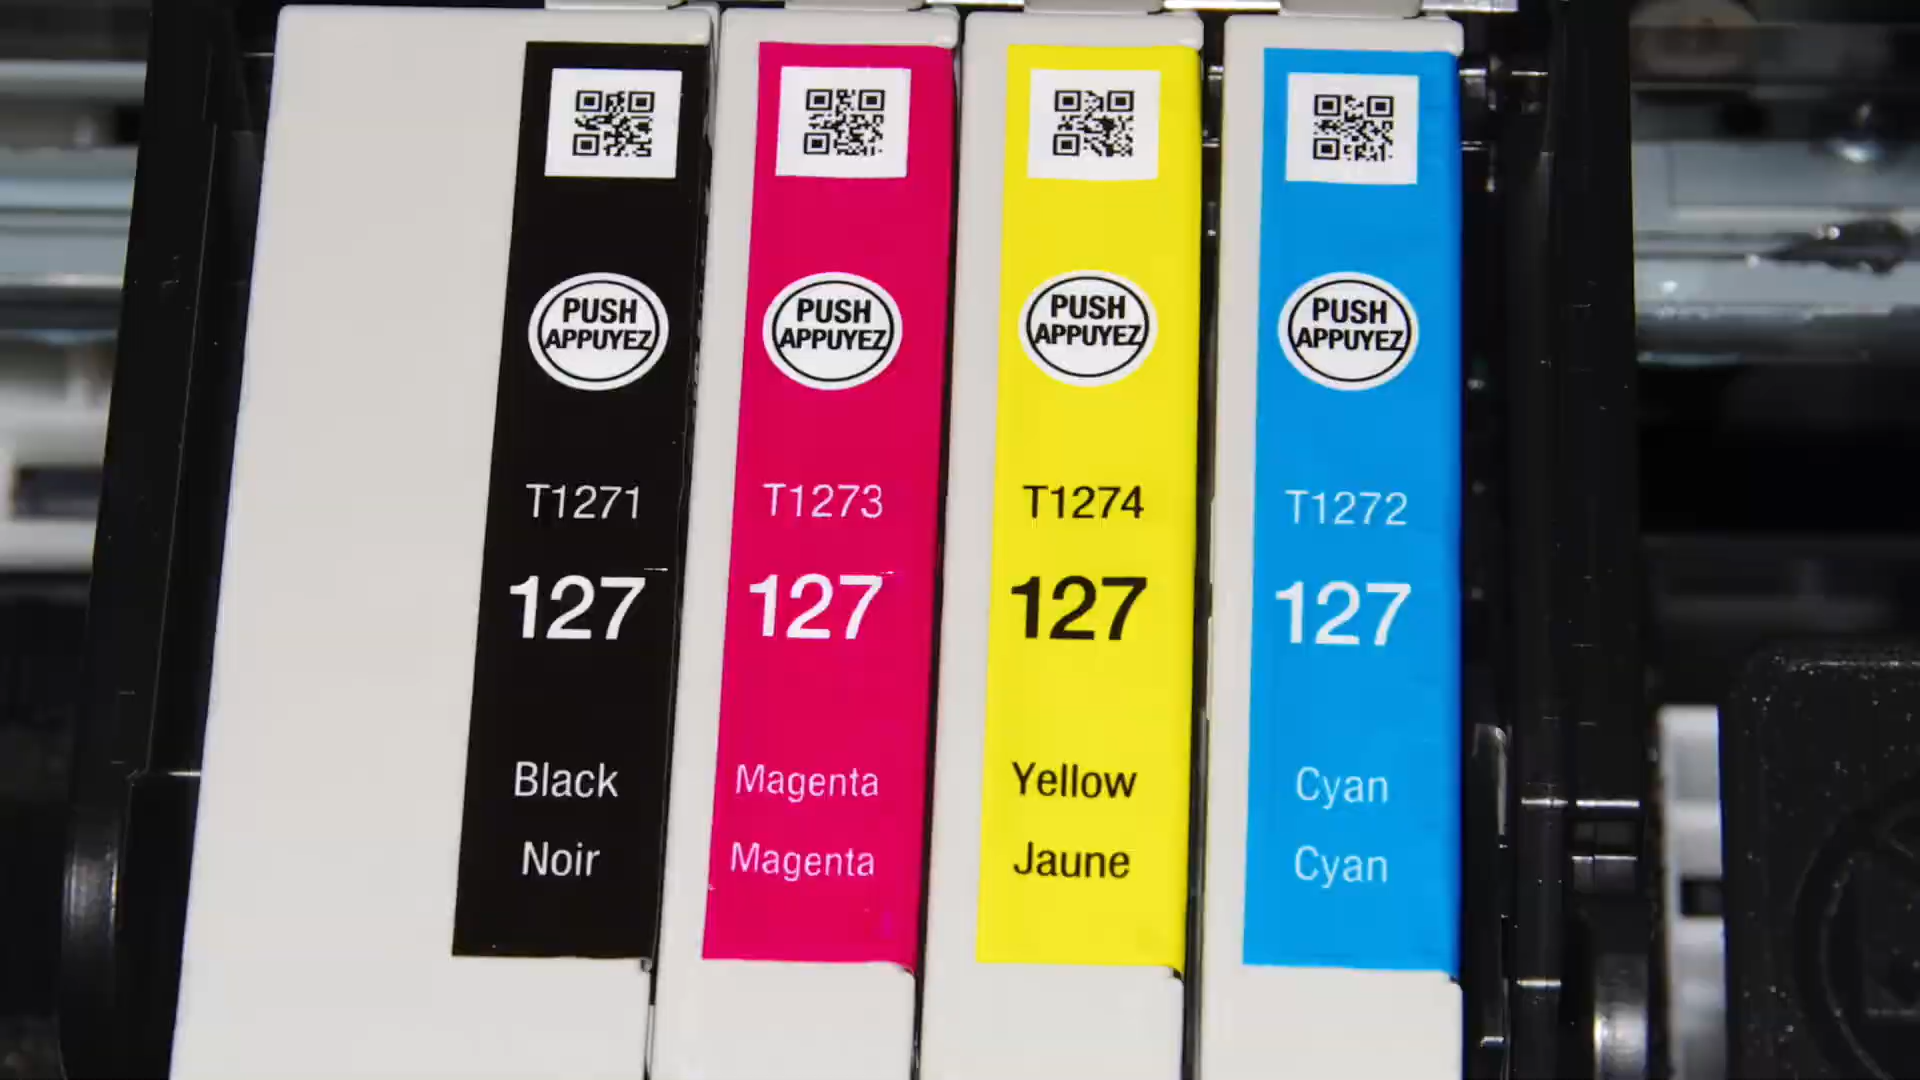 PUSH
APPUYEZ
T1271
127
Black
Noir
PUSH
APPUYEZ
T1273
127
Magenta
Magenta
PUSH
APPUYEZ
T1274
127
Yellow
Jaune
PUSH
APPUYEZ
T1272
127
Cyan
Cyan